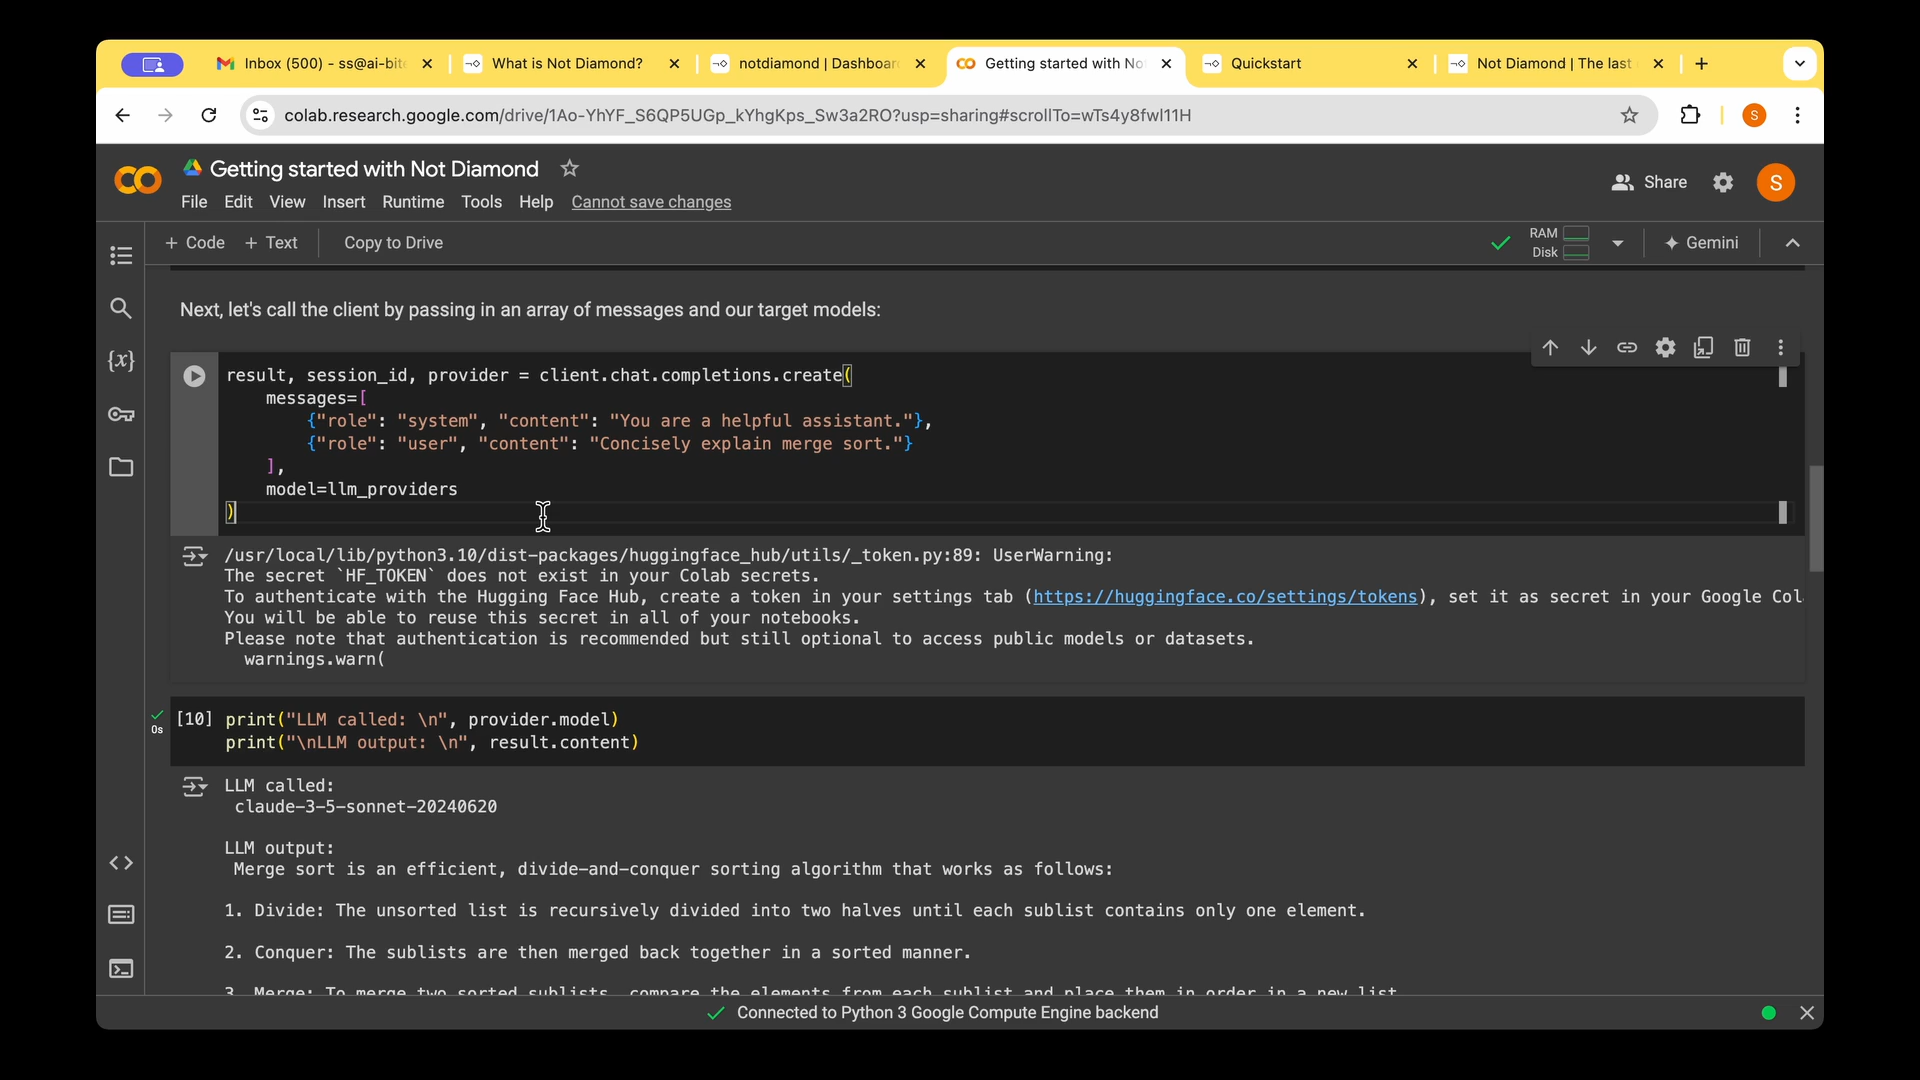 Inbox (500) - ss@ai-bit
What is Not Diamond?
notdiamond | Dashboar
Getting started with No
Quickstart
Not Diamond | The last
colab.research.google.com/drive/1Ao-YhYF_S6QP5UGp_kYhgKps_Sw3a2RO?usp=sharing#scrollTo=wTs4y8fwl11H
S
Getting started with Not Diamond
File Edit View Insert Runtime Tools Help Cannot save changes
Share
S
+ Code + Text Copy to Drive
RAM
Disk
Gemini
Next, let's call the client by passing in an array of messages and our target models:
result, session_id, provider = client.chat.completions.create(
messages=[
{"role": "system", "content": "You are a helpful assistant."},
{"role": "user", "content": "Concisely explain merge sort."}
],
model=llm_providers
)
{x}
/usr/local/lib/python3.10/dist-packages/huggingface_hub/utils/_token.py:89: UserWarning:
The secret `HF_TOKEN` does not exist in your Colab secrets.
To authenticate with the Hugging Face Hub, create a token in your settings tab (https://huggingface.co/settings/tokens), set it as secret in your Google Col
You will be able to reuse this secret in all of your notebooks.
Please note that authentication is recommended but still optional to access public models or datasets.
warnings.warn(
0s
[10] print("LLM called: \n", provider.model)
print("\nLLM output: \n", result.content)
LLM called:
claude-3-5-sonnet-20240620
LLM output:
Merge sort is an efficient, divide-and-conquer sorting algorithm that works as follows:
1. Divide: The unsorted list is recursively divided into two halves until each sublist contains only one element.
2. Conquer: The sublists are then merged back together in a sorted manner.
3. Merge: To merge two sorted sublists, compare the elements from each sublist and place them in order in a new list.
Connected to Python 3 Google Compute Engine backend